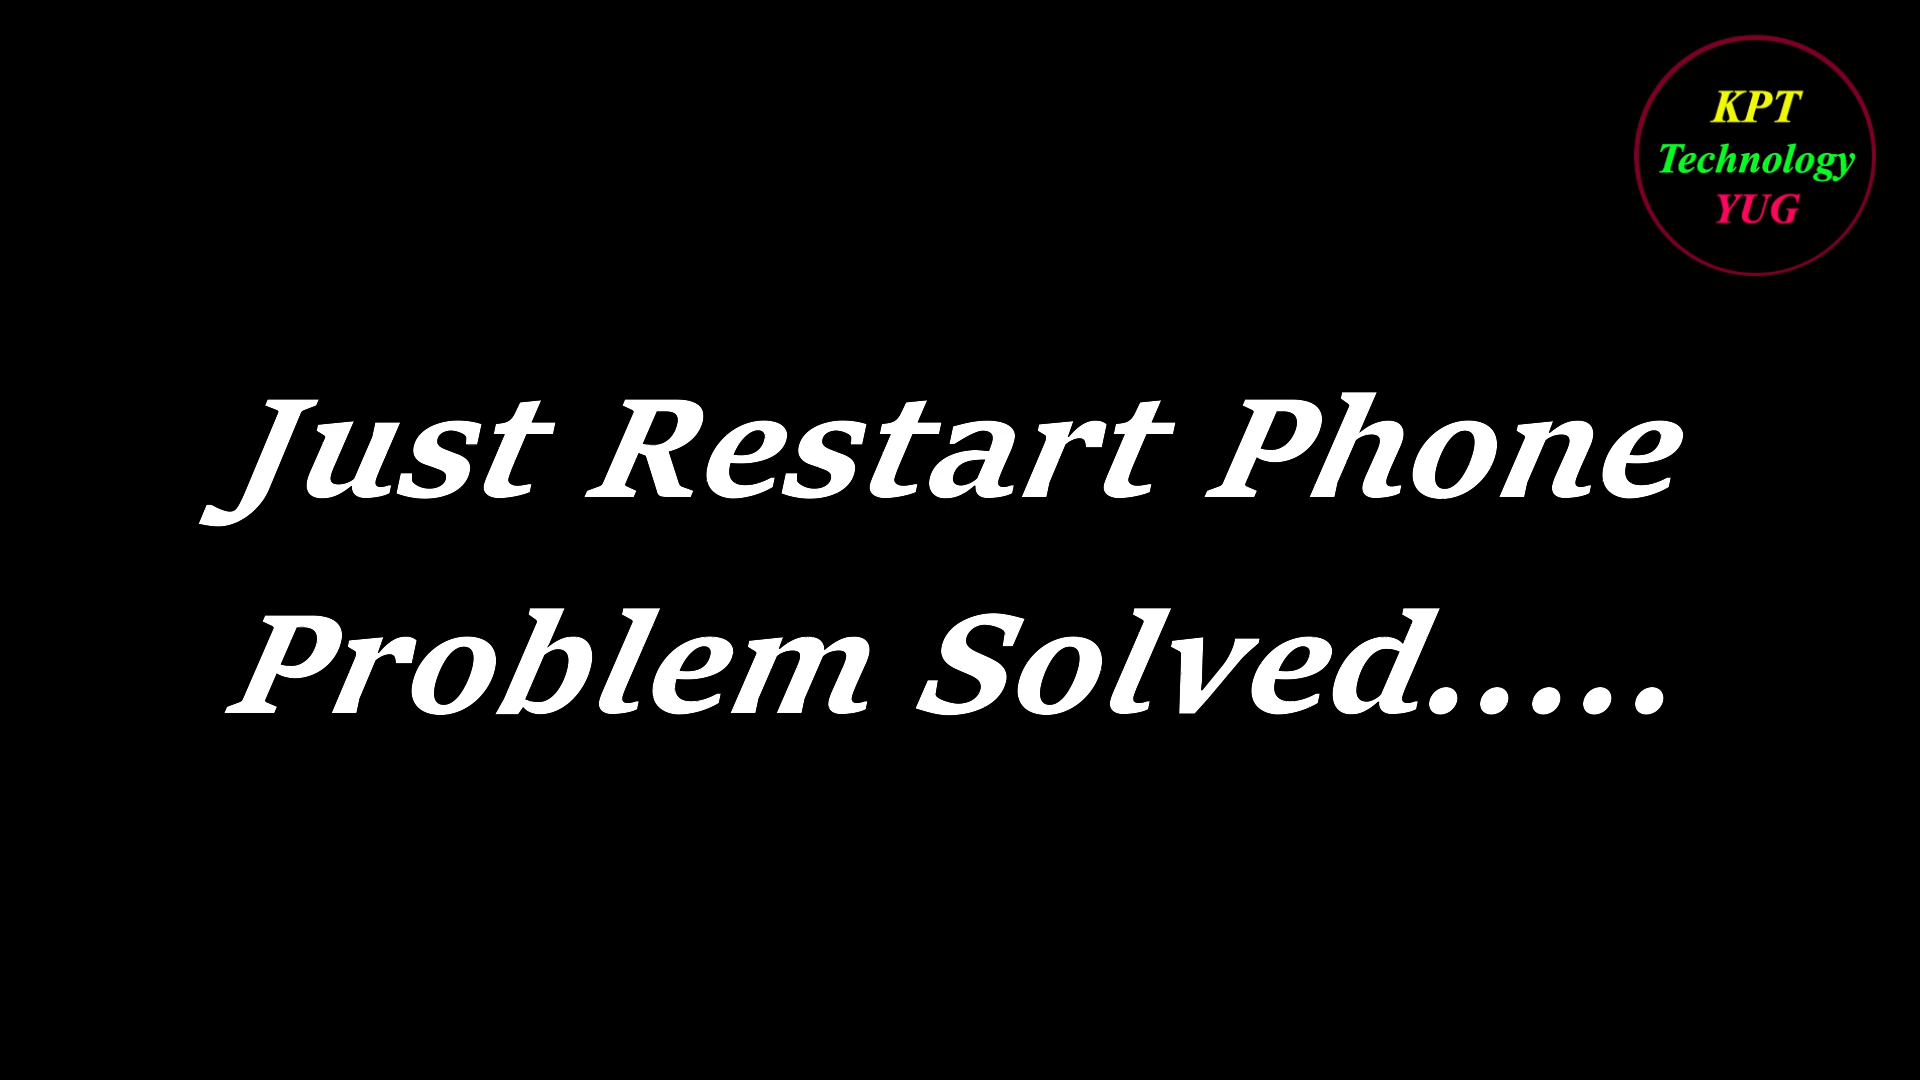 KPT
Technology
YUG
Just Restart Phone
Problem Solved.....